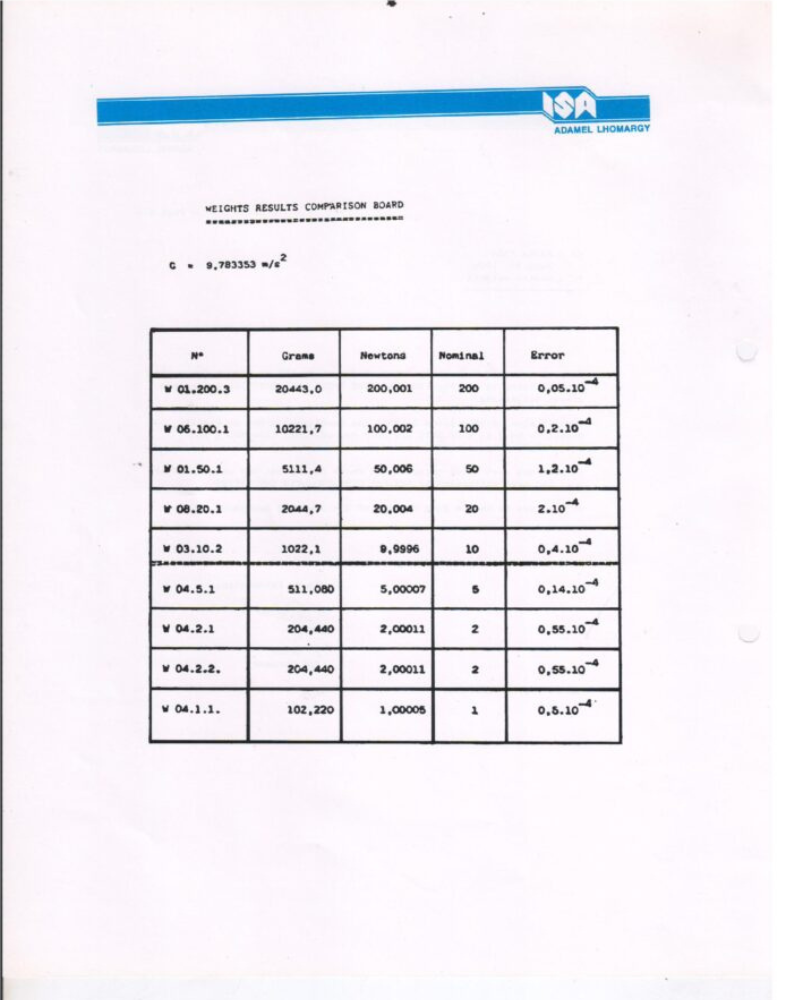 ISA
ADAMEL LHOMARGY
WEIGHTS RESULTS COMPARISON BOARD
G = 9,783353 m/s²
N° Grams Newtons Nominal Error
W 01.200.3 20443,0 200,001 200 0,05.10⁻⁴
W 06.100.1 10221,7 100,002 100 0,2.10⁻⁴
W 01.50.1 5111,4 50,006 50 1,2.10⁻⁴
W 08.20.1 2044,7 20,004 20 2.10⁻⁴
W 03.10.2 1022,1 9,9996 10 0,4.10⁻⁴
W 04.5.1 511,080 5,00007 5 0,14.10⁻⁴
W 04.2.1 204,440 2,00011 2 0,55.10⁻⁴
W 04.2.2. 204,440 2,00011 2 0,55.10⁻⁴
W 04.1.1. 102,220 1,00005 1 0,5.10⁻⁴